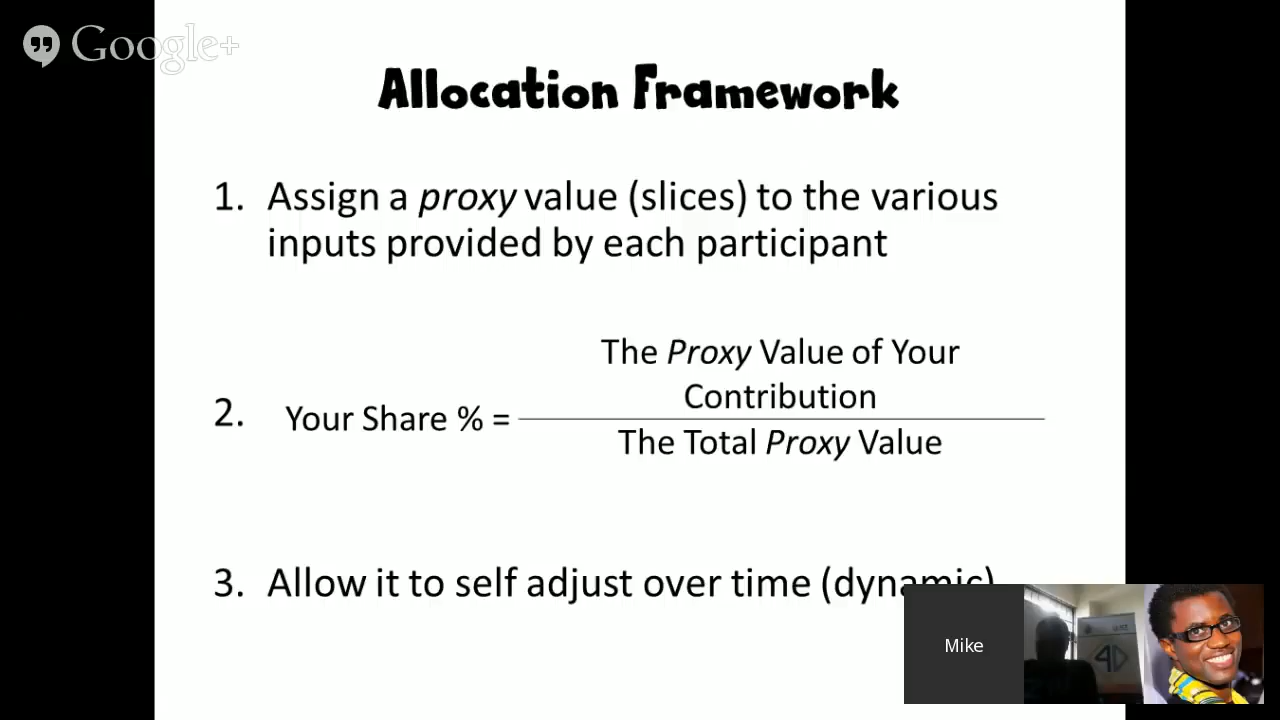 Google+
Allocation Framework
1. Assign a proxy value (slices) to the various
inputs provided by each participant
The Proxy Value of Your
Contribution
2. Your Share % =
The Total Proxy Value
3. Allow it to self adjust over time (dynamic)
Mike